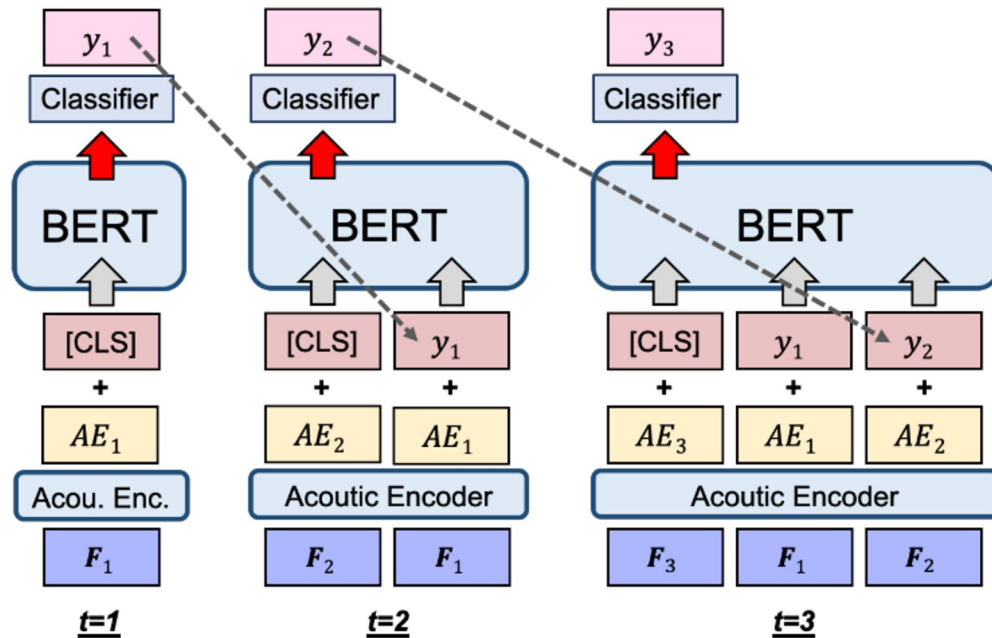 y₁ y₂ y₃
Classifier Classifier Classifier
BERT BERT BERT
[CLS] [CLS] y₁ [CLS] y₁ y₂
+ + + + + +
AE₁ AE₂ AE₁ AE₃ AE₁ AE₂
Acou. Enc. Acoutic Encoder Acoutic Encoder
F₁ F₂ F₁ F₃ F₁ F₂
t=1 t=2 t=3